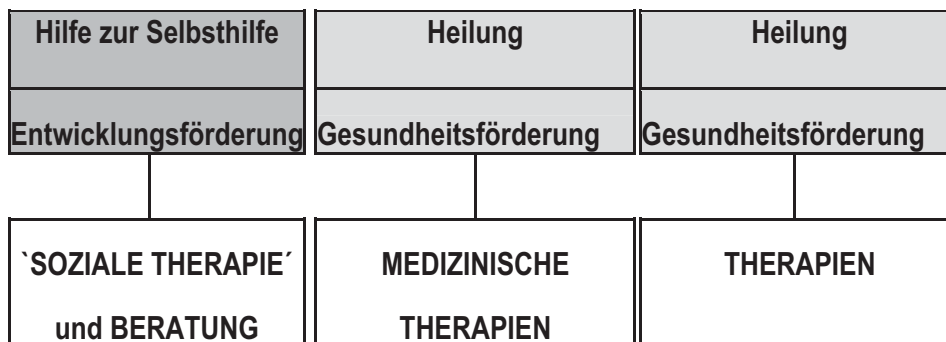 Hilfe zur Selbsthilfe
Entwicklungsförderung
Heilung
Gesundheitsförderung
Heilung
Gesundheitsförderung
`SOZIALE THERAPIE´
und BERATUNG
MEDIZINISCHE
THERAPIEN
THERAPIEN